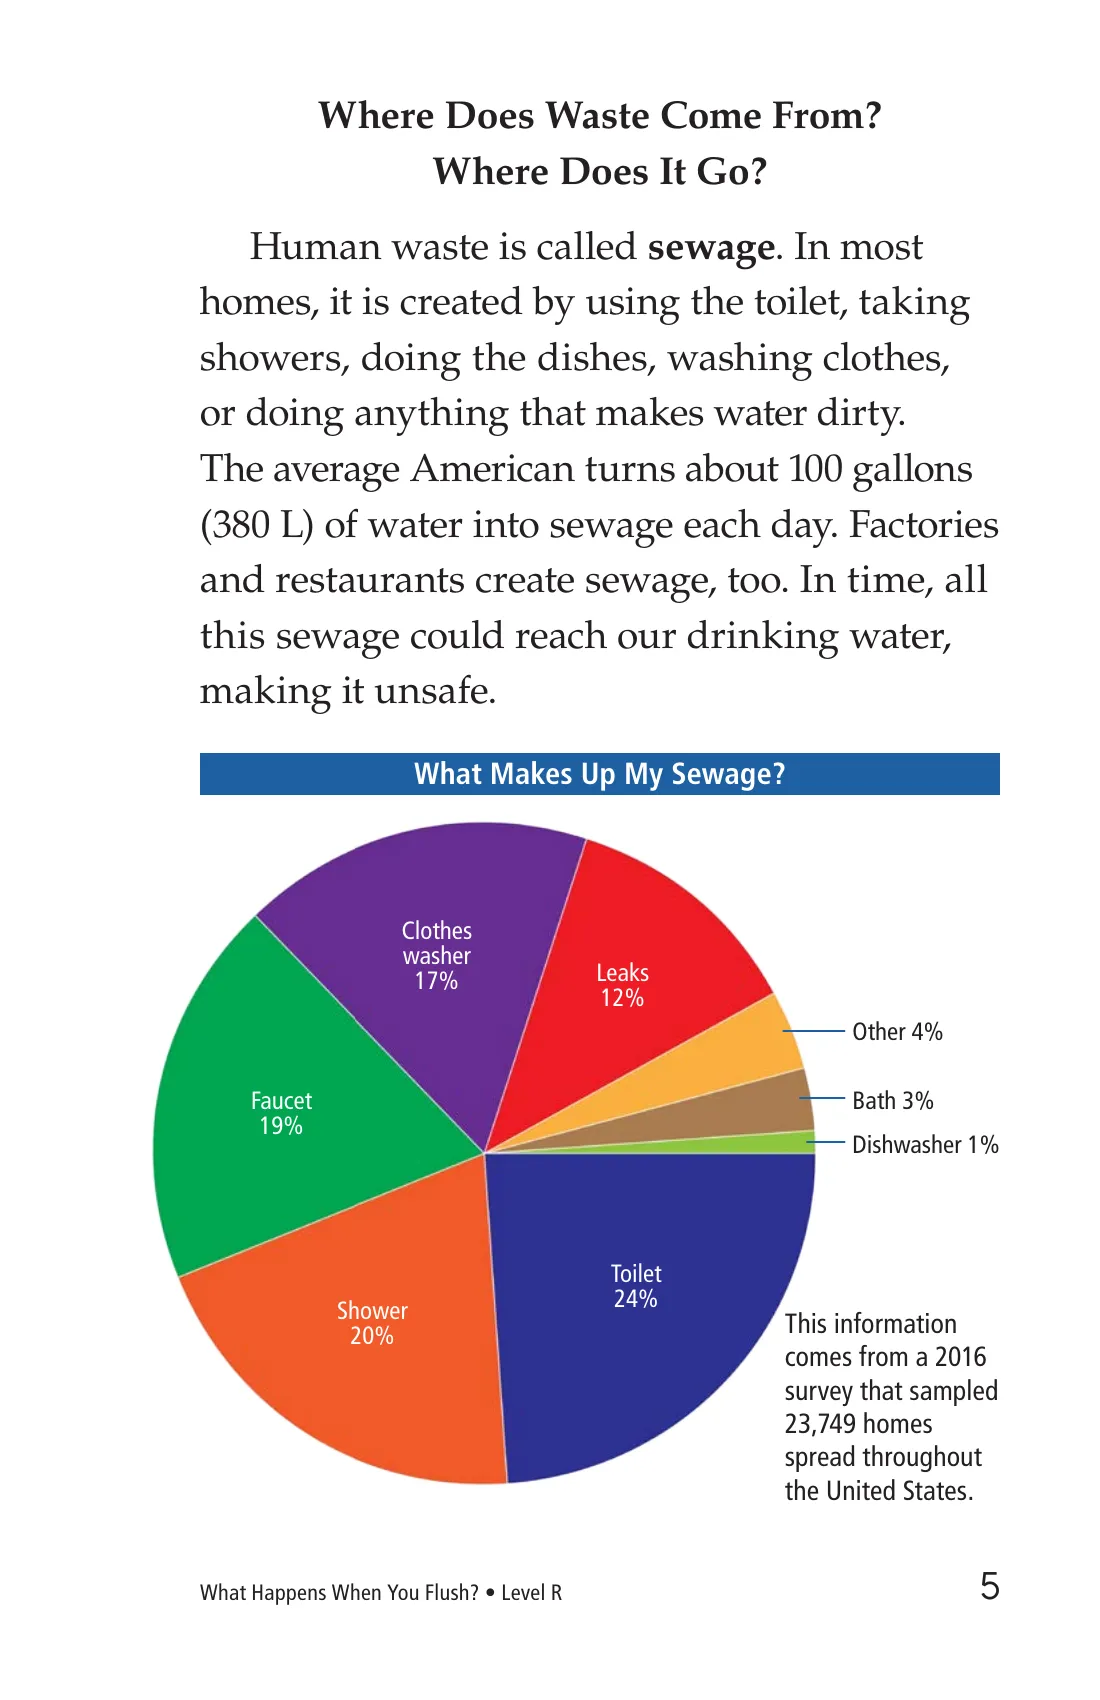 Where Does Waste Come From?
Where Does It Go?
Human waste is called sewage. In most
homes, it is created by using the toilet, taking
showers, doing the dishes, washing clothes,
or doing anything that makes water dirty.
The average American turns about 100 gallons
(380 L) of water into sewage each day. Factories
and restaurants create sewage, too. In time, all
this sewage could reach our drinking water,
making it unsafe.
What Makes Up My Sewage?
Clothes
washer
17%
Leaks
12%
Other 4%
Bath 3%
Dishwasher 1%
Faucet
19%
Shower
20%
Toilet
24%
This information
comes from a 2016
survey that sampled
23,749 homes
spread throughout
the United States.
What Happens When You Flush? • Level R
5